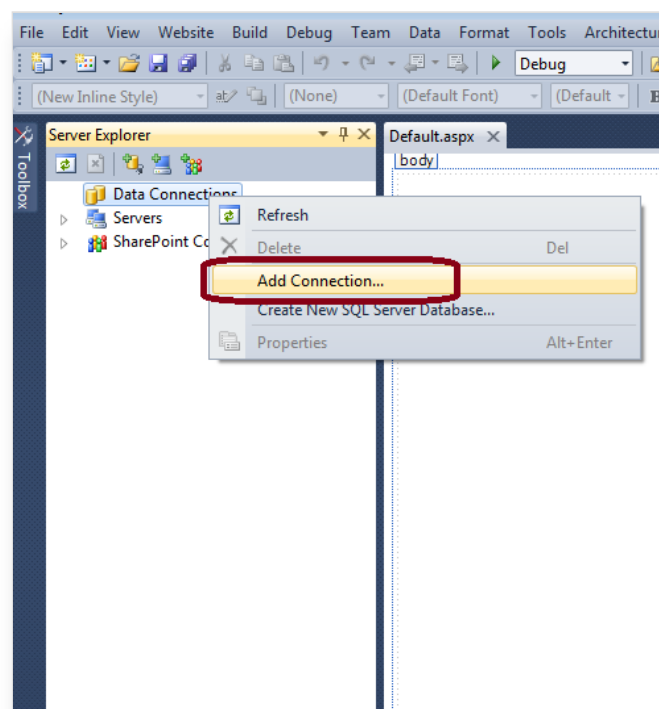 File Edit View Website Build Debug Team Data Format Tools Architectu
Debug
(New Inline Style) (None) (Default Font) (Default
Toolbox
Server Explorer
Default.aspx
body
Data Connections
Servers
SharePoint Co
Refresh
Delete Del
Add Connection...
Create New SQL Server Database...
Properties Alt+Enter